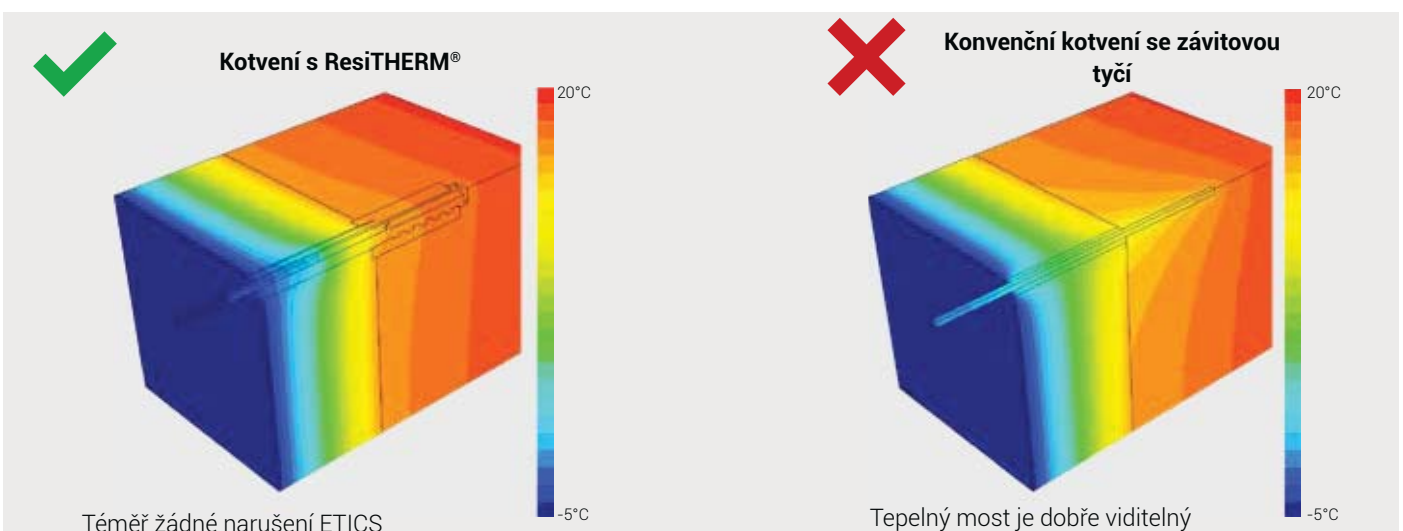 Kotvení s ResiTHERM®
20°C
-5°C
Téměř žádné narušení ETICS
Konvenční kotvení se závitovou
tyčí
20°C
-5°C
Tepelný most je dobře viditelný